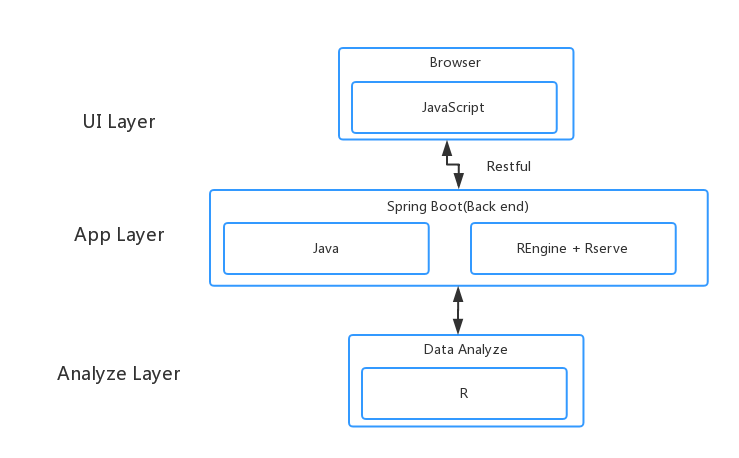 Browser
JavaScript
UI Layer
Restful
Spring Boot(Back end)
App Layer
Java
REngine + Rserve
Data Analyze
Analyze Layer
R